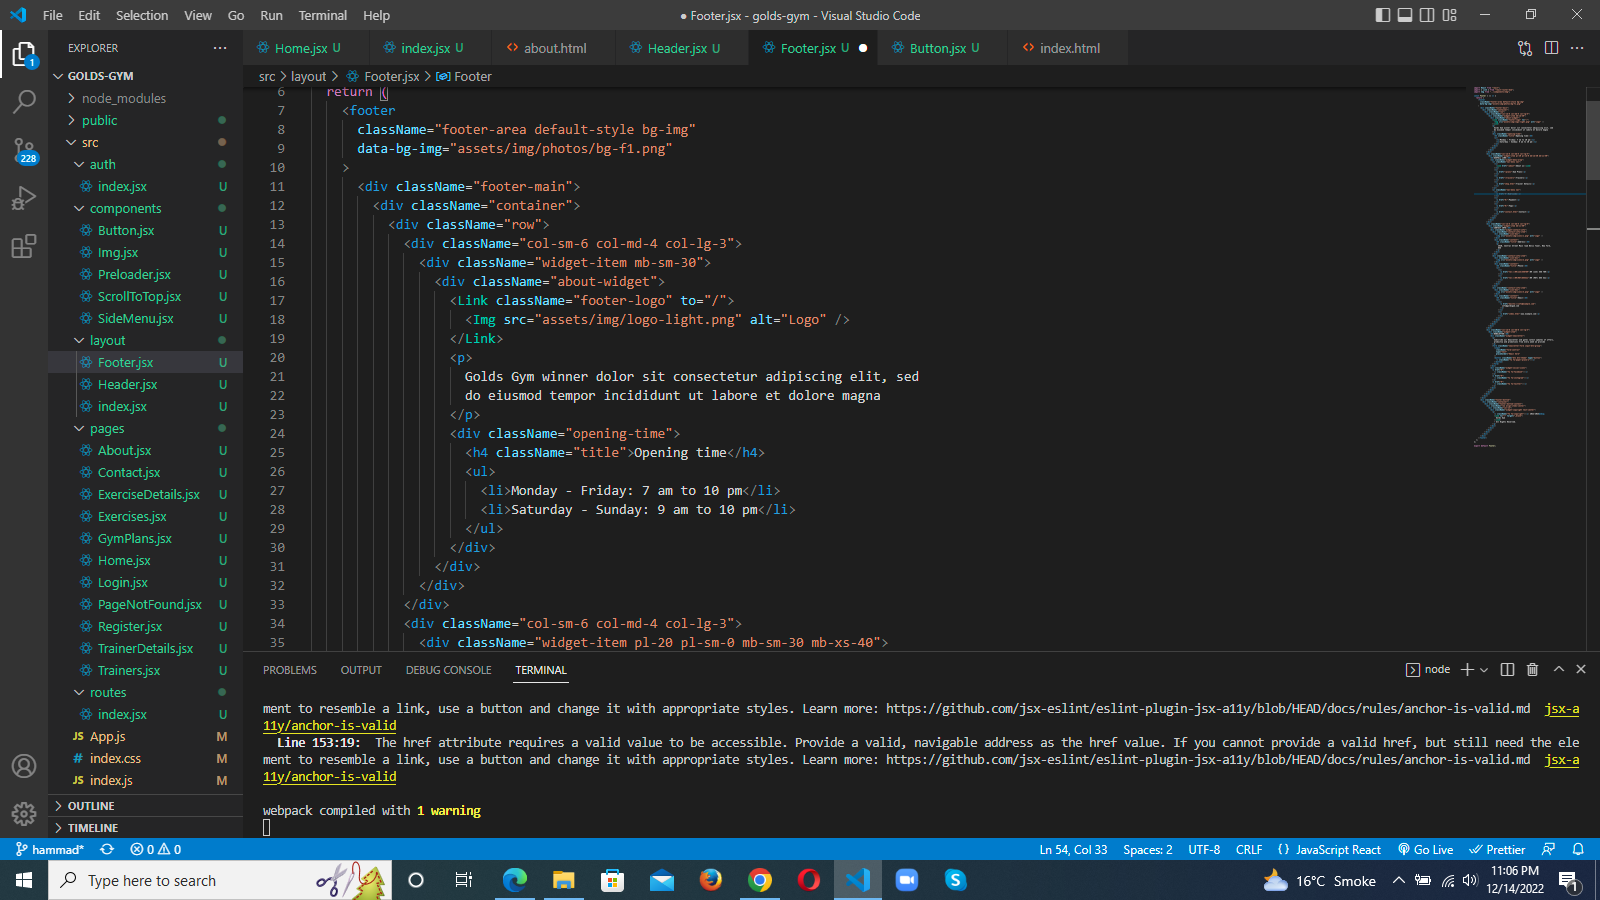 File Edit Selection View Go Run Terminal Help
● Footer.jsx - golds-gym - Visual Studio Code
EXPLORER
Home.jsx U
index.jsx U
about.html
Header.jsx U
Footer.jsx U
Button.jsx U
index.html
src > layout > Footer.jsx > Footer
GOLDS-GYM
node_modules
public
src
auth
index.jsx U
components
Button.jsx U
Img.jsx U
Preloader.jsx U
ScrollToTop.jsx U
SideMenu.jsx U
layout
Footer.jsx U
Header.jsx U
index.jsx U
pages
About.jsx U
Contact.jsx U
ExerciseDetails.jsx U
Exercises.jsx U
GymPlans.jsx U
Home.jsx U
Login.jsx U
PageNotFound.jsx U
Register.jsx U
TrainerDetails.jsx U
Trainers.jsx U
routes
index.jsx U
JS App.js M
# index.css M
JS index.js M
OUTLINE
TIMELINE
1
228
6 return (
7 <footer
8 className="footer-area default-style bg-img"
9 data-bg-img="assets/img/photos/bg-f1.png"
10 >
11 <div className="footer-main">
12 <div className="container">
13 <div className="row">
14 <div className="col-sm-6 col-md-4 col-lg-3">
15 <div className="widget-item mb-sm-30">
16 <div className="about-widget">
17 <Link className="footer-logo" to="/">
18 <Img src="assets/img/logo-light.png" alt="Logo" />
19 </Link>
20 <p>
21 Golds Gym winner dolor sit consectetur adipiscing elit, sed
22 do eiusmod tempor incididunt ut labore et dolore magna
23 </p>
24 <div className="opening-time">
25 <h4 className="title">Opening time</h4>
26 <ul>
27 <li>Monday - Friday: 7 am to 10 pm</li>
28 <li>Saturday - Sunday: 9 am to 10 pm</li>
29 </ul>
30 </div>
31 </div>
32 </div>
33 </div>
34 <div className="col-sm-6 col-md-4 col-lg-3">
35 <div className="widget-item pl-20 pl-sm-0 mb-sm-30 mb-xs-40">
PROBLEMS OUTPUT DEBUG CONSOLE TERMINAL
node
ment to resemble a link, use a button and change it with appropriate styles. Learn more: https://github.com/jsx-eslint/eslint-plugin-jsx-a11y/blob/HEAD/docs/rules/anchor-is-valid.md jsx-a
11y/anchor-is-valid
Line 153:19: The href attribute requires a valid value to be accessible. Provide a valid, navigable address as the href value. If you cannot provide a valid href, but still need the ele
ment to resemble a link, use a button and change it with appropriate styles. Learn more: https://github.com/jsx-eslint/eslint-plugin-jsx-a11y/blob/HEAD/docs/rules/anchor-is-valid.md jsx-a
11y/anchor-is-valid
webpack compiled with 1 warning
hammad* 0 0
Ln 54, Col 33 Spaces: 2 UTF-8 CRLF { } JavaScript React Go Live Prettier
Type here to search
16°C Smoke
11:06 PM
12/14/2022
1